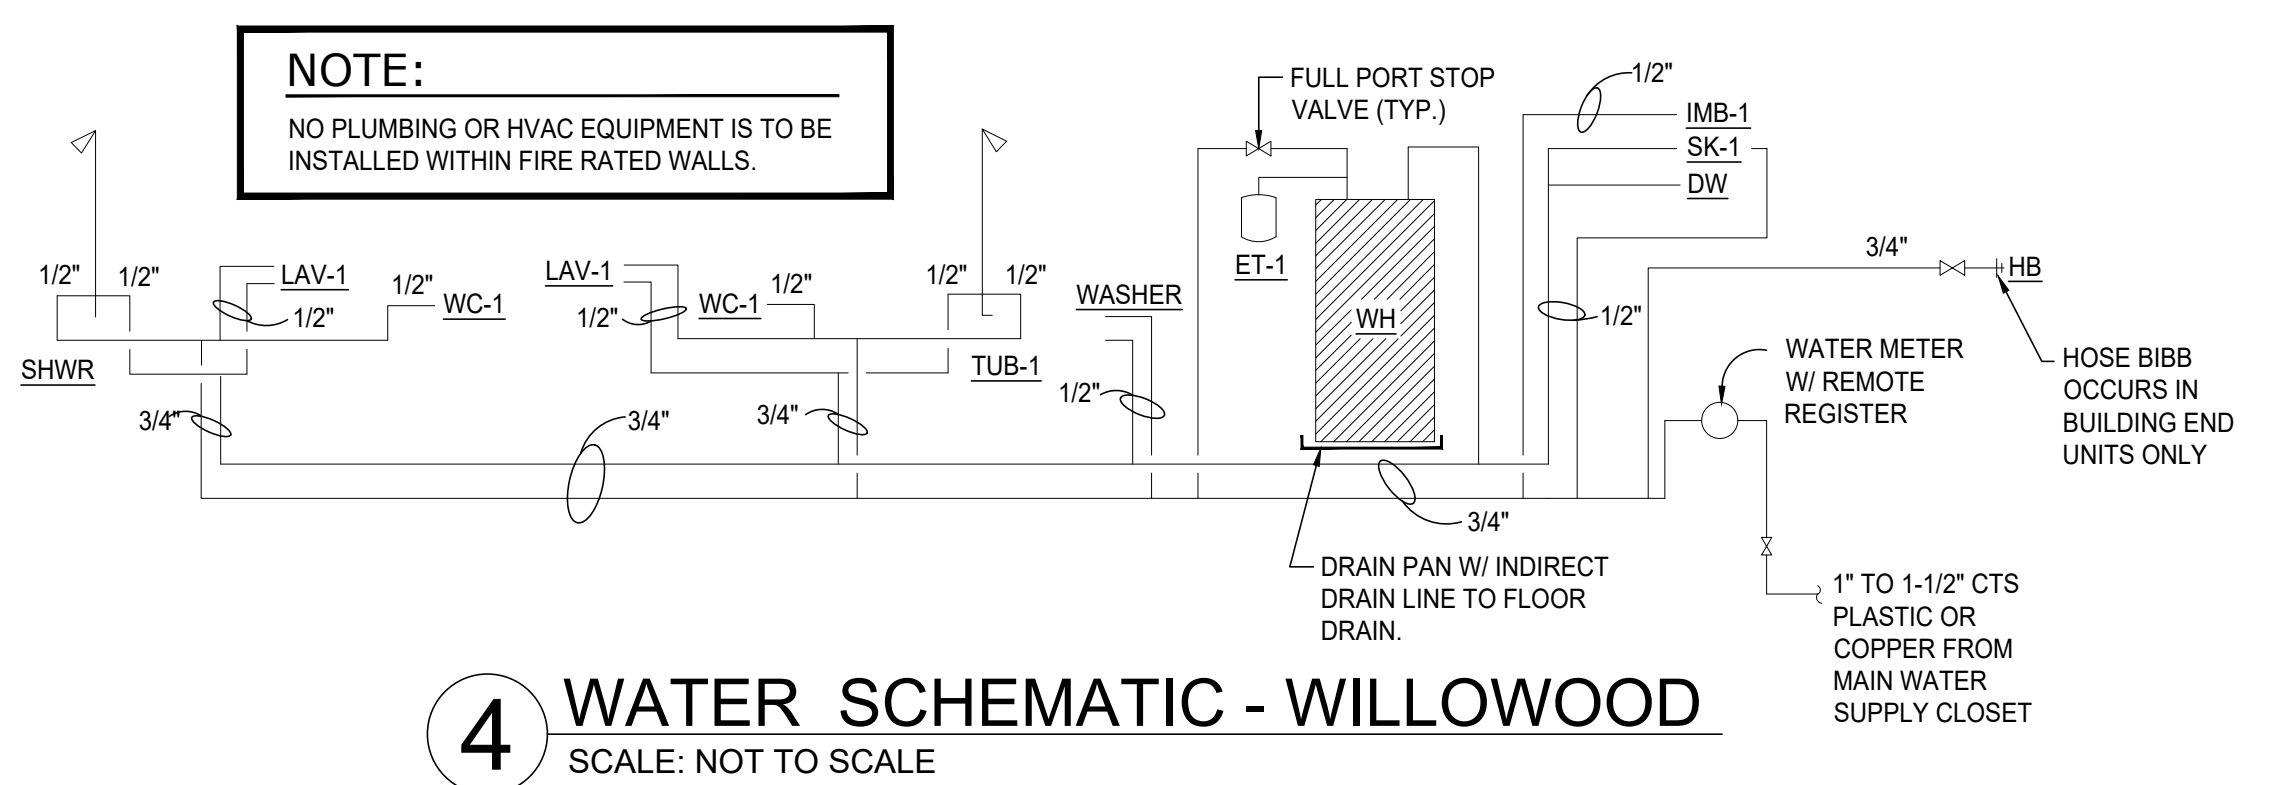 NOTE:
NO PLUMBING OR HVAC EQUIPMENT IS TO BE
INSTALLED WITHIN FIRE RATED WALLS.
FULL PORT STOP
VALVE (TYP.)
1/2"
IMB-1
SK-1
DW
3/4"
HB
1/2"
1/2"
LAV-1
1/2"
1/2"
WC-1
SHWR
3/4"
LAV-1
1/2"
WC-1
1/2"
1/2"
1/2"
TUB-1
3/4"
3/4"
WASHER
1/2"
ET-1
WH
1/2"
3/4"
WATER METER
W/ REMOTE
REGISTER
HOSE BIBB
OCCURS IN
BUILDING END
UNITS ONLY
DRAIN PAN W/ INDIRECT
DRAIN LINE TO FLOOR
DRAIN.
1" TO 1-1/2" CTS
PLASTIC OR
COPPER FROM
MAIN WATER
SUPPLY CLOSET
4
WATER SCHEMATIC - WILLOWOOD
SCALE: NOT TO SCALE